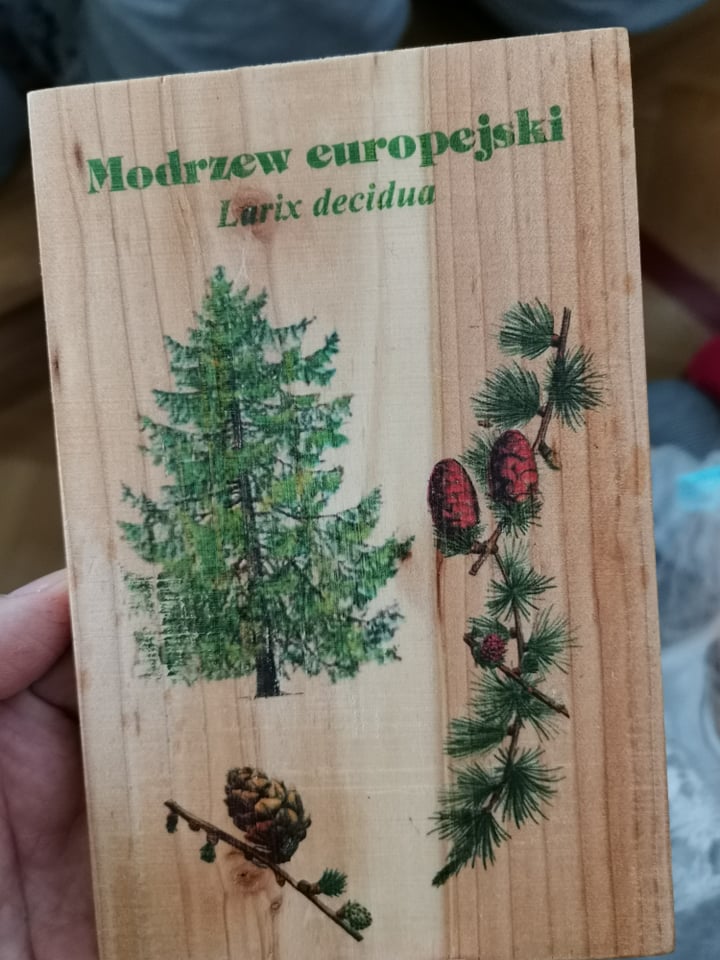 Modrzew europejski
Larix decidua